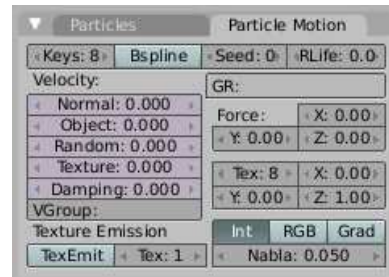 Particles Particle Motion
Keys: 8 Bspline Seed: 0 RLife: 0.0
Velocity:
Normal: 0.000
Object: 0.000
Random: 0.000
Texture: 0.000
Damping: 0.000
VGroup:
Texture Emission
TexEmit Tex: 1
GR:
Force: X: 0.00
Y: 0.00 Z: 0.00
Tex: 8 X: 0.00
Y: 0.00 Z: 1.00
Int RGB Grad
Nabla: 0.050